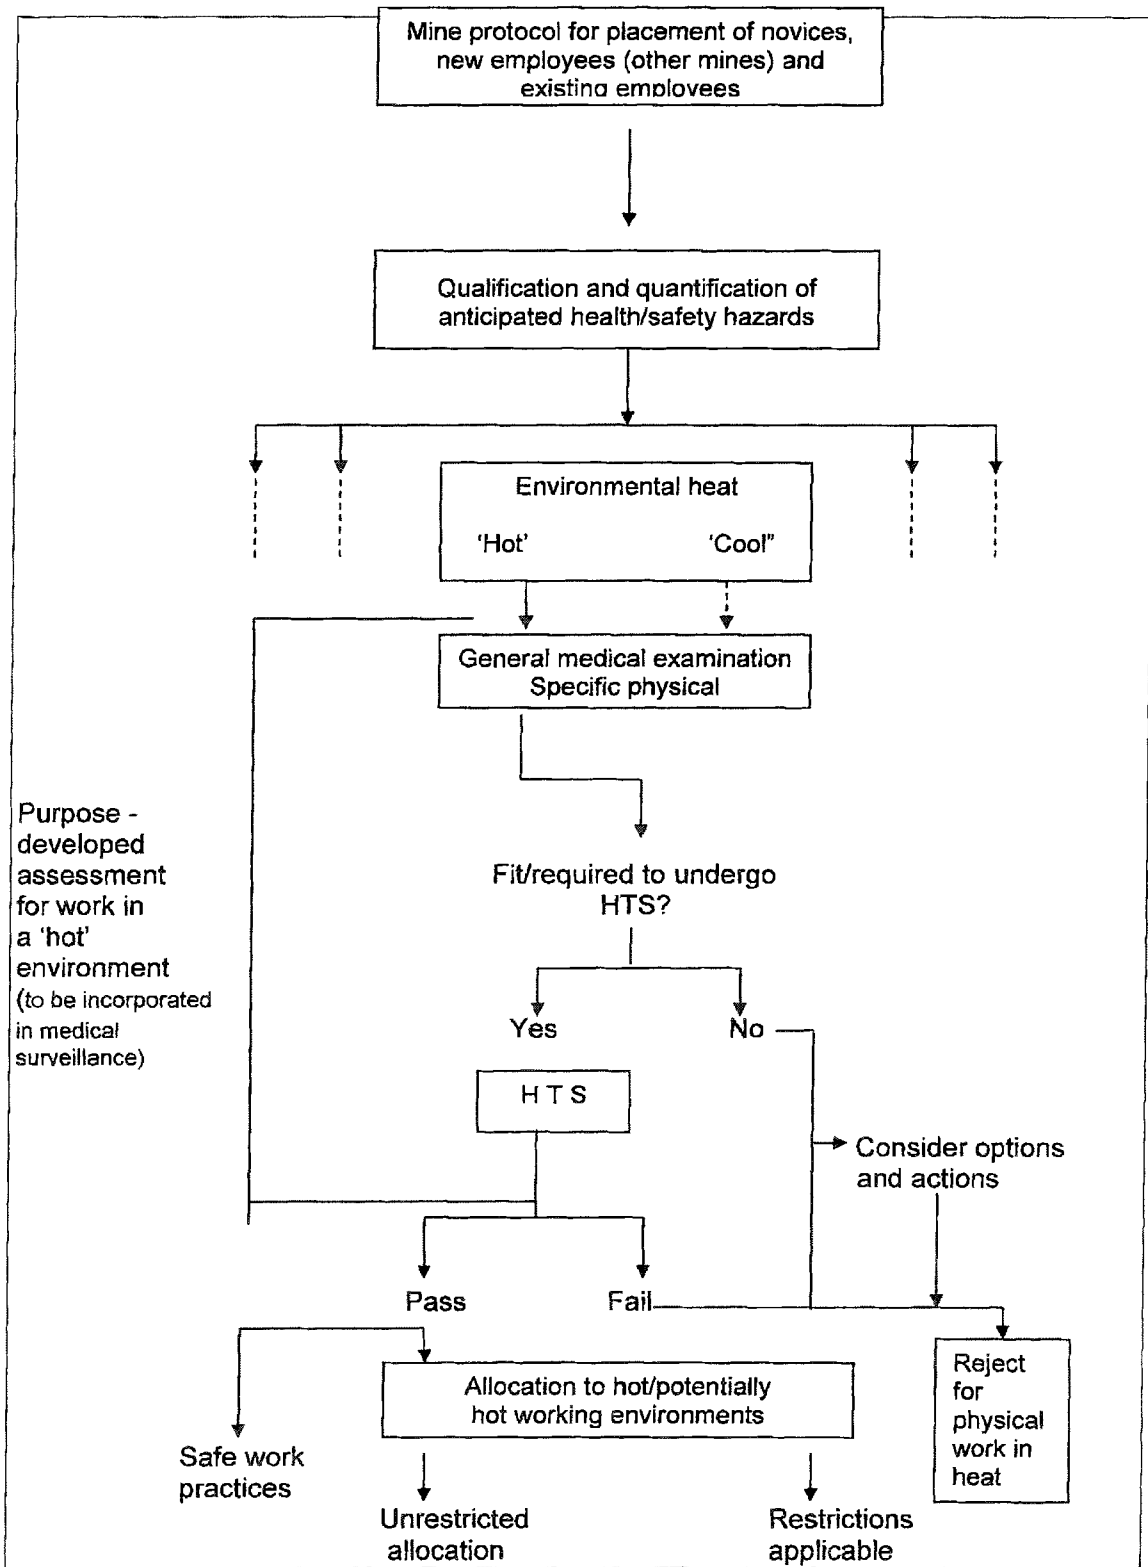 Mine protocol for placement of novices,
new employees (other mines) and
existing employees
Qualification and quantification of
anticipated health/safety hazards
Environmental heat
‘Hot’ ‘Cool”
General medical examination
Specific physical
Purpose -
developed
assessment
for work in
a ‘hot’
environment
(to be incorporated
in medical
surveillance)
Fit/required to undergo
HTS?
Yes No
H T S
Consider options
and actions
Pass Fail
Allocation to hot/potentially
hot working environments
Reject
for
physical
work in
heat
Safe work
practices
Unrestricted
allocation
Restrictions
applicable